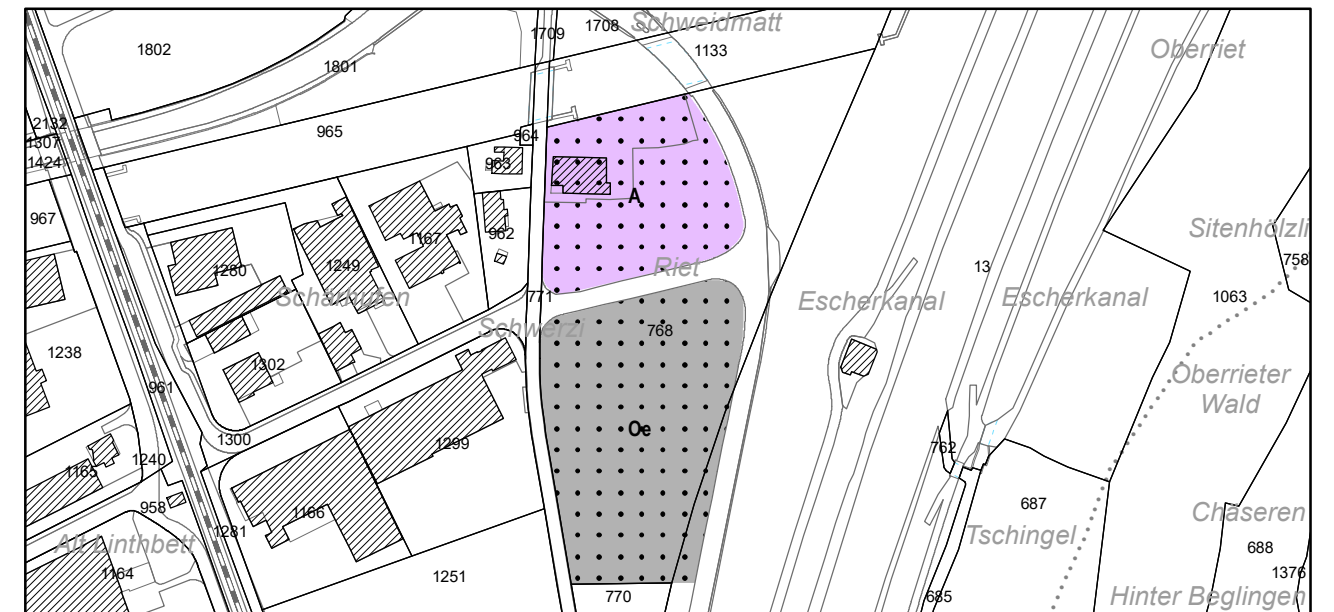 1709
1708
Schweidmatt
1802
1133
Oberriet
1801
2132
965
964
1307
1424
963
A
967
962
Sitenhölzli
1167
1280
1249
Riet
13
758
Schathufen
771
Escherkanal
Escherkanal
1063
Schwerzi
768
1238
1302
961
Oberrieter
Wald
Oe
1300
1299
762
1165
1240
687
958
1166
Chaseren
1281
Tschingel
Alt Linthbett
688
1164
1251
1376
770
685
Hinter Beglingen